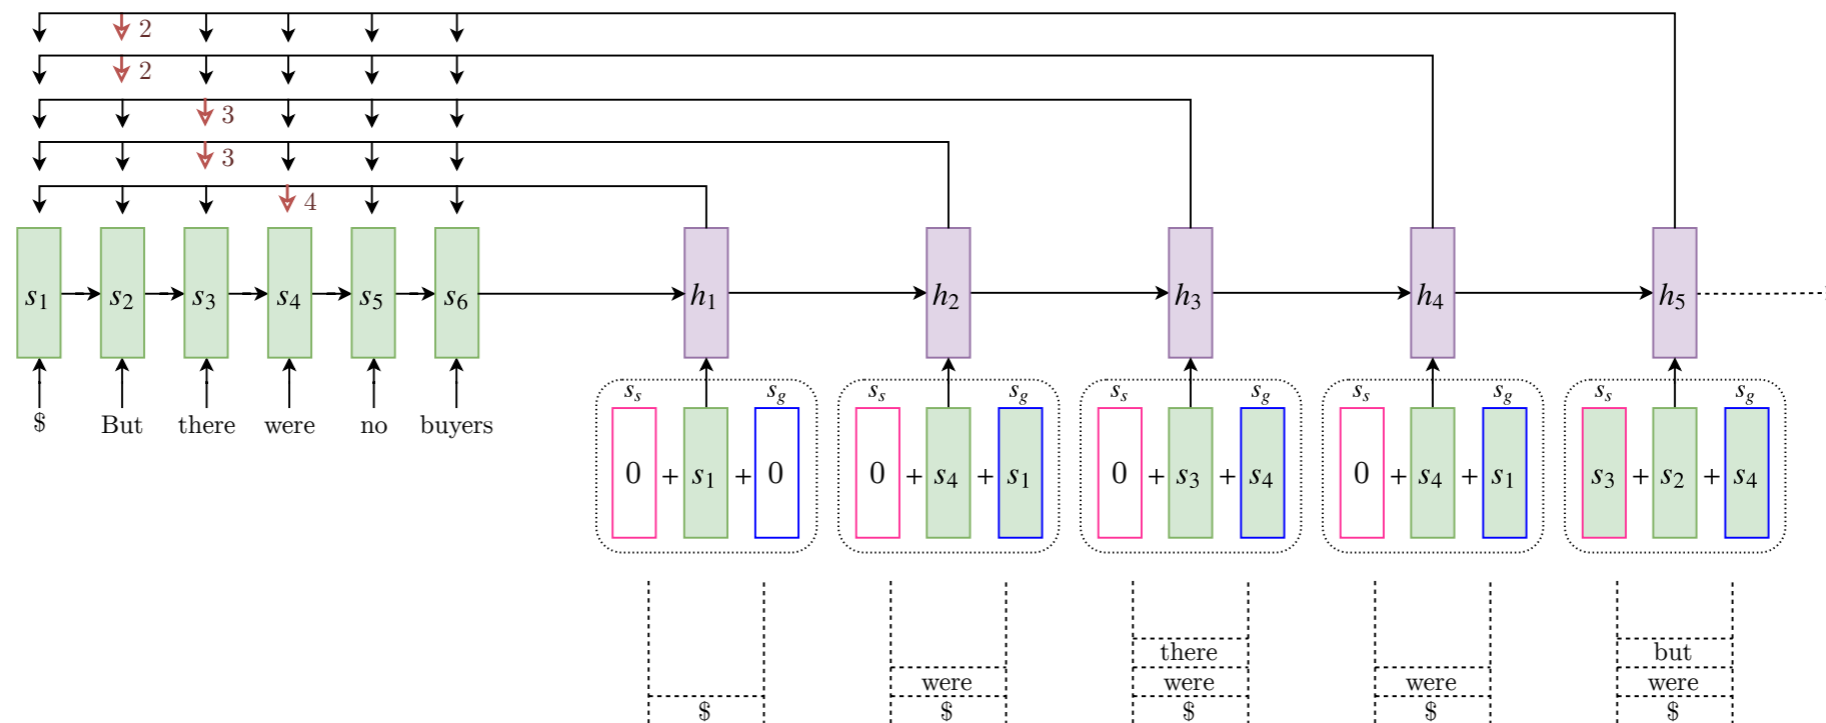 2
2
3
3
4
s1 s2 s3 s4 s5 s6 h1 h2 h3 h4 h5
$ But there were no buyers
ss sg ss sg ss sg ss sg ss sg
0 + s1 + 0 0 + s4 + s1 0 + s3 + s4 0 + s4 + s1 s3 + s2 + s4
there but
were were were were
$ $ $ $ $